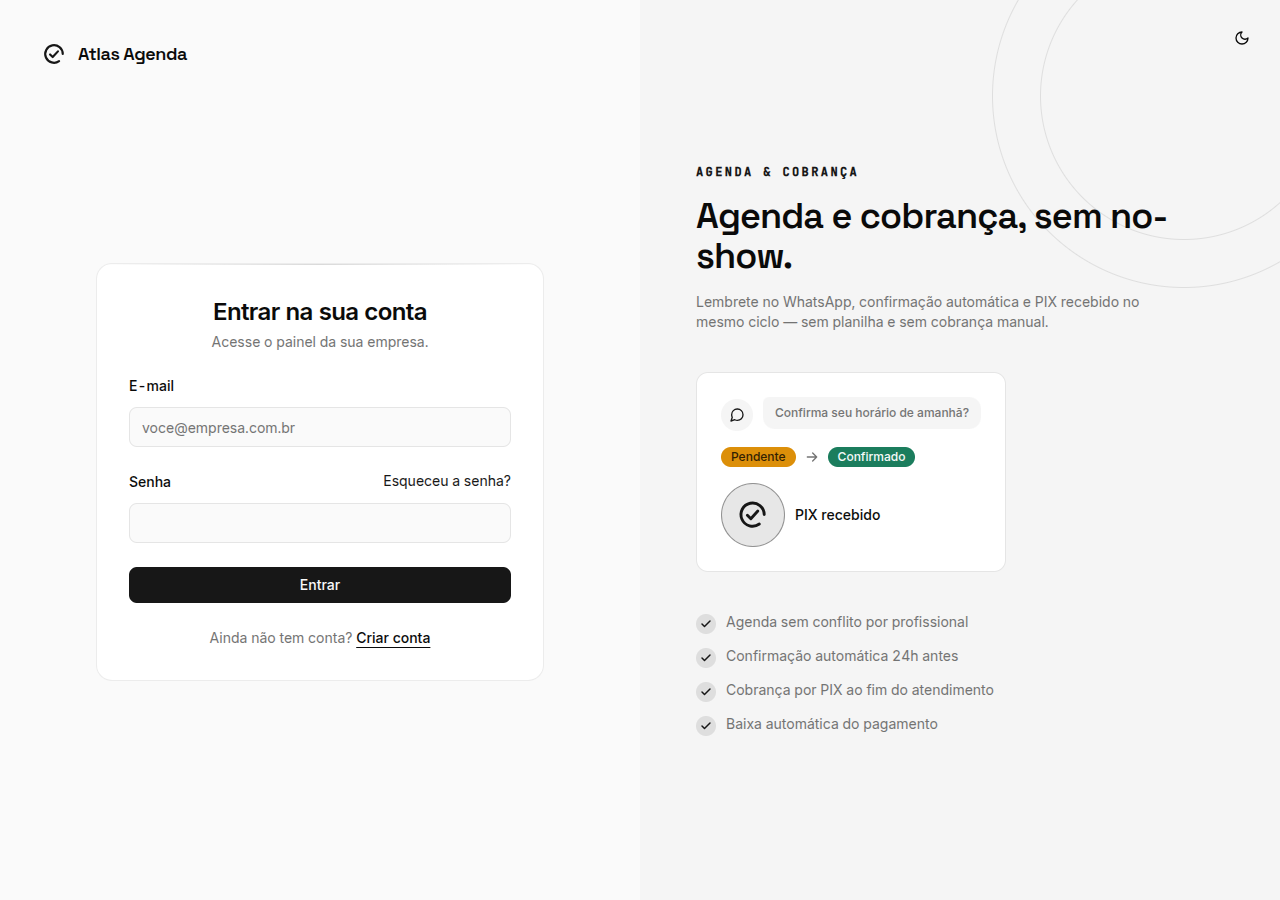 Atlas Agenda
Entrar na sua conta
Acesse o painel da sua empresa.
E-mail
voce@empresa.com.br
Senha
Esqueceu a senha?
Entrar
Ainda não tem conta? Criar conta
AGENDA & COBRANÇA
Agenda e cobrança, sem no-
show.
Lembrete no WhatsApp, confirmação automática e PIX recebido no
mesmo ciclo — sem planilha e sem cobrança manual.
Confirma seu horário de amanhã?
Pendente → Confirmado
PIX recebido
Agenda sem conflito por profissional
Confirmação automática 24h antes
Cobrança por PIX ao fim do atendimento
Baixa automática do pagamento